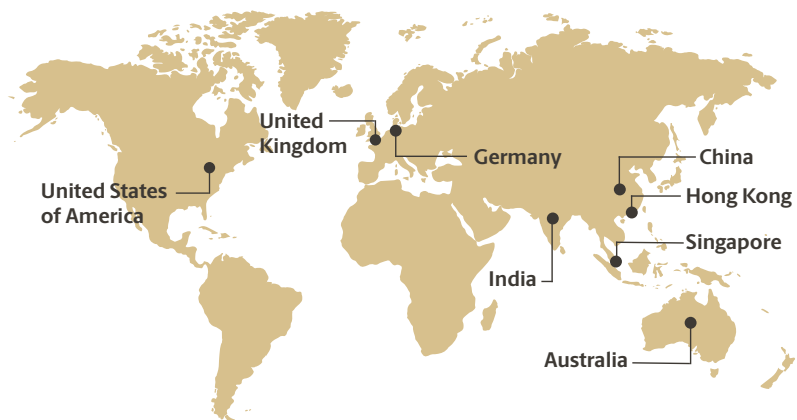 United
Kingdom
Germany
China
United States
of America
Hong Kong
Singapore
India
Australia